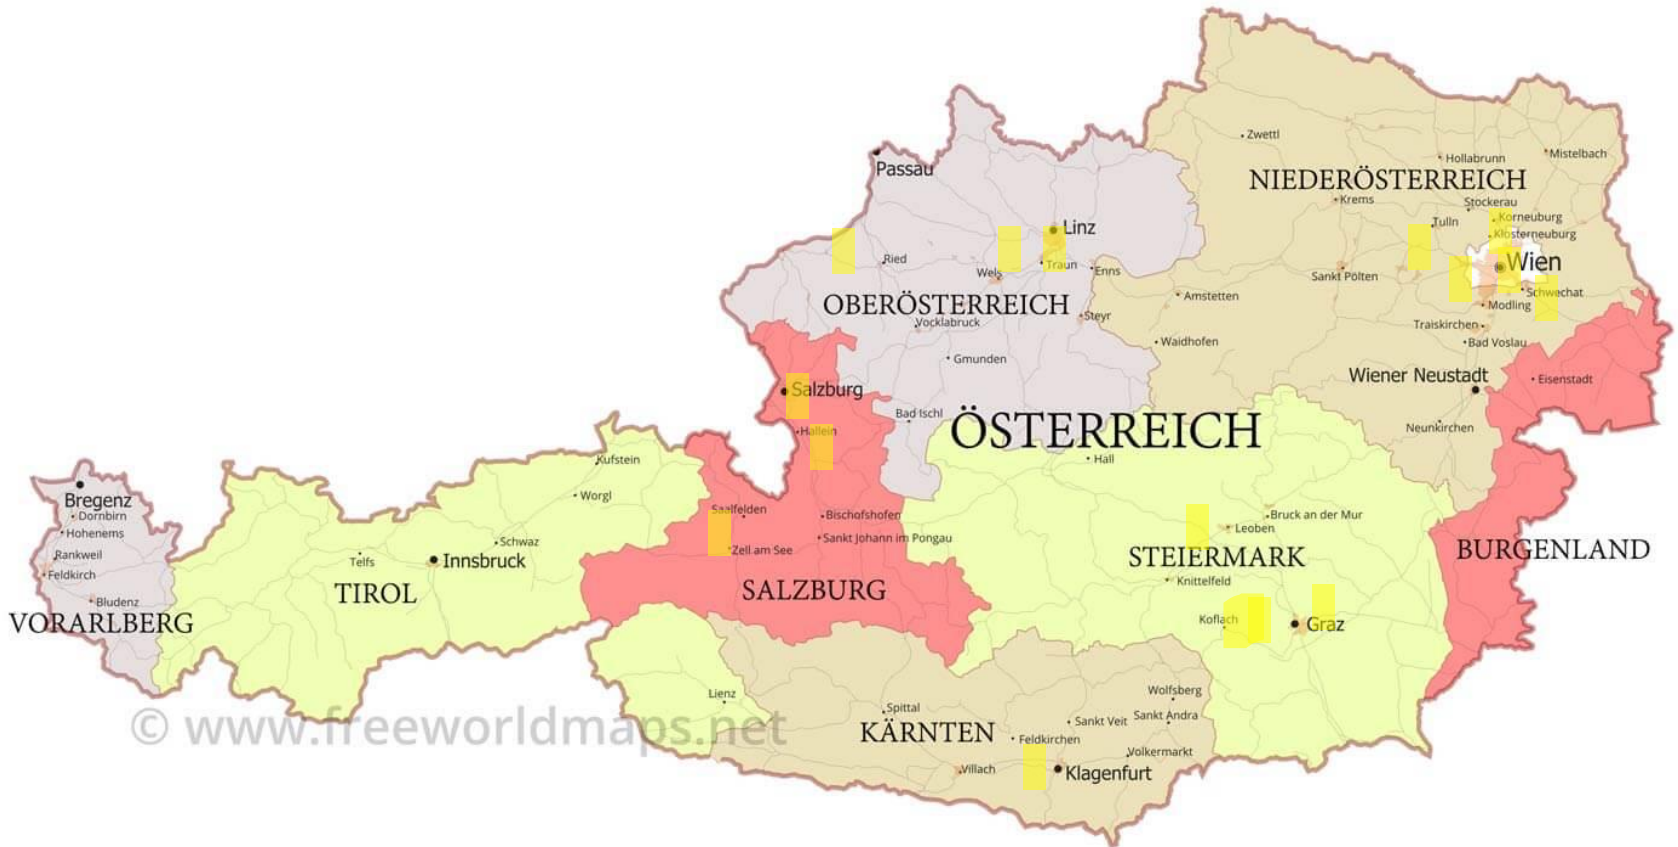 Zwettl
Hollabrunn
Mistelbach
Passau
NIEDERÖSTERREICH
Krems
Stockerau
Korneuburg
Tulln
Klosterneuburg
Linz
Ried
Wels
Traun
Enns
Sankt Pölten
Wien
Schwechat
Modling
Amstetten
OBERÖSTERREICH
Steyr
Vocklabruck
Traiskirchen
Bad Voslau
Waidhofen
Gmunden
Wiener Neustadt
Eisenstadt
Salzburg
Bad Ischl
ÖSTERREICH
Neunkirchen
Hallein
Hall
Kufstein
Worgl
Bregenz
Dornbirn
Hohenems
Rankweil
Feldkirch
Bludenz
VORARLBERG
Telfs
Innsbruck
Schwaz
TIROL
Saalfelden
Bischofshofen
Zell am See
Sankt Johann im Pongau
SALZBURG
Bruck an der Mur
Leoben
STEIERMARK
BURGENLAND
Knittelfeld
Koflach
Graz
Lienz
Wolfsberg
Spittal
Sankt Veit
Sankt Andra
KÄRNTEN
Feldkirchen
Volkermarkt
Villach
Klagenfurt
© www.freeworldmaps.net